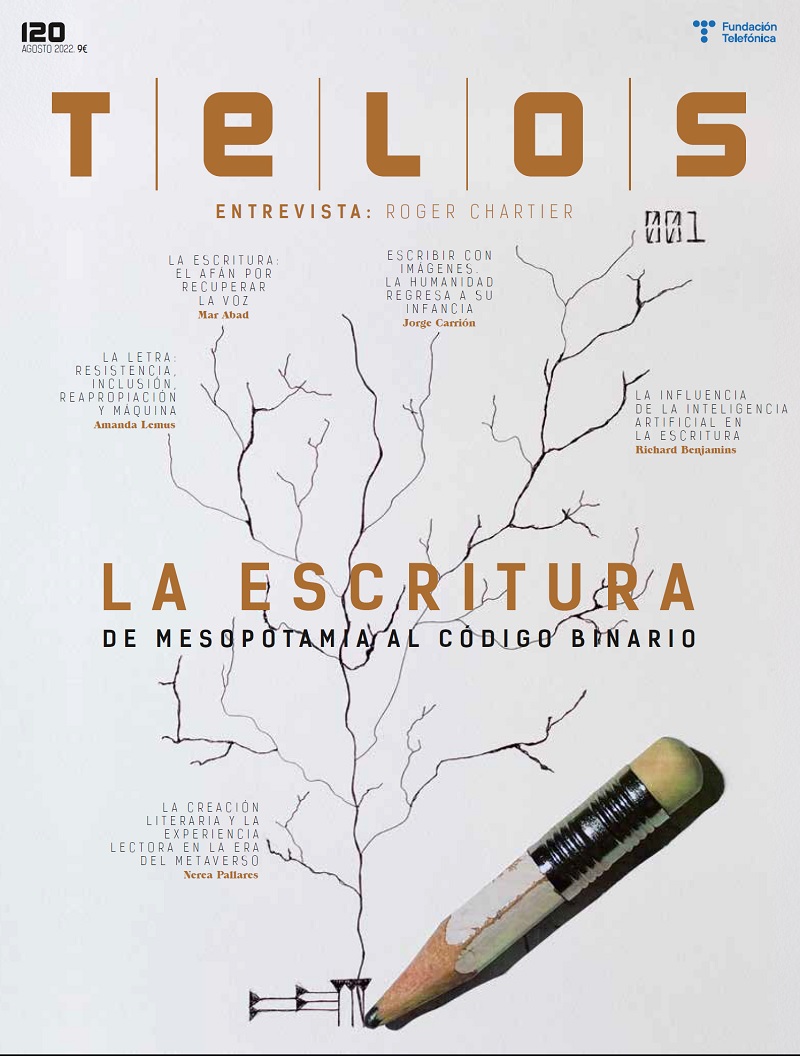 120
AGOSTO 2022. 9€
Fundación
Telefónica
TELOS
ENTREVISTA: ROGER CHARTIER
001
LA ESCRITURA:
EL AFÁN POR
RECUPERAR
LA VOZ
Mar Abad
ESCRIBIR CON
IMÁGENES.
LA HUMANIDAD
REGRESA A SU
INFANCIA
Jorge Carrión
LA LETRA:
RESISTENCIA,
INCLUSIÓN,
REAPROPIACIÓN
Y MÁQUINA
Amanda Lemus
LA INFLUENCIA
DE LA INTELIGENCIA
ARTIFICIAL EN
LA ESCRITURA
Richard Benjamins
LA ESCRITURA
DE MESOPOTAMIA AL CÓDIGO BINARIO
LA CREACIÓN
LITERARIA Y LA
EXPERIENCIA
LECTORA EN LA ERA
DEL METAVERSO
Nerea Pallares